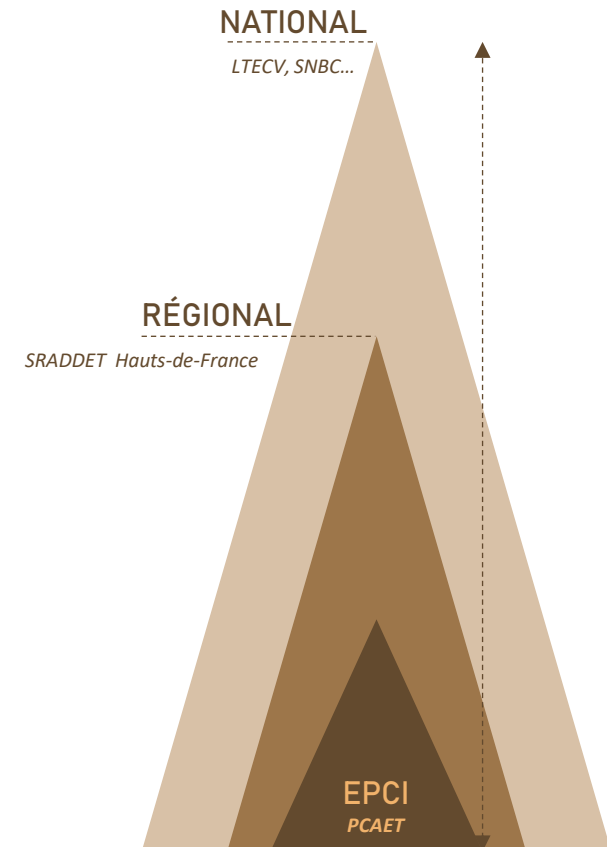 NATIONAL
LTECV, SNBC…
RÉGIONAL
SRADDET Hauts-de-France
EPCI
PCAET